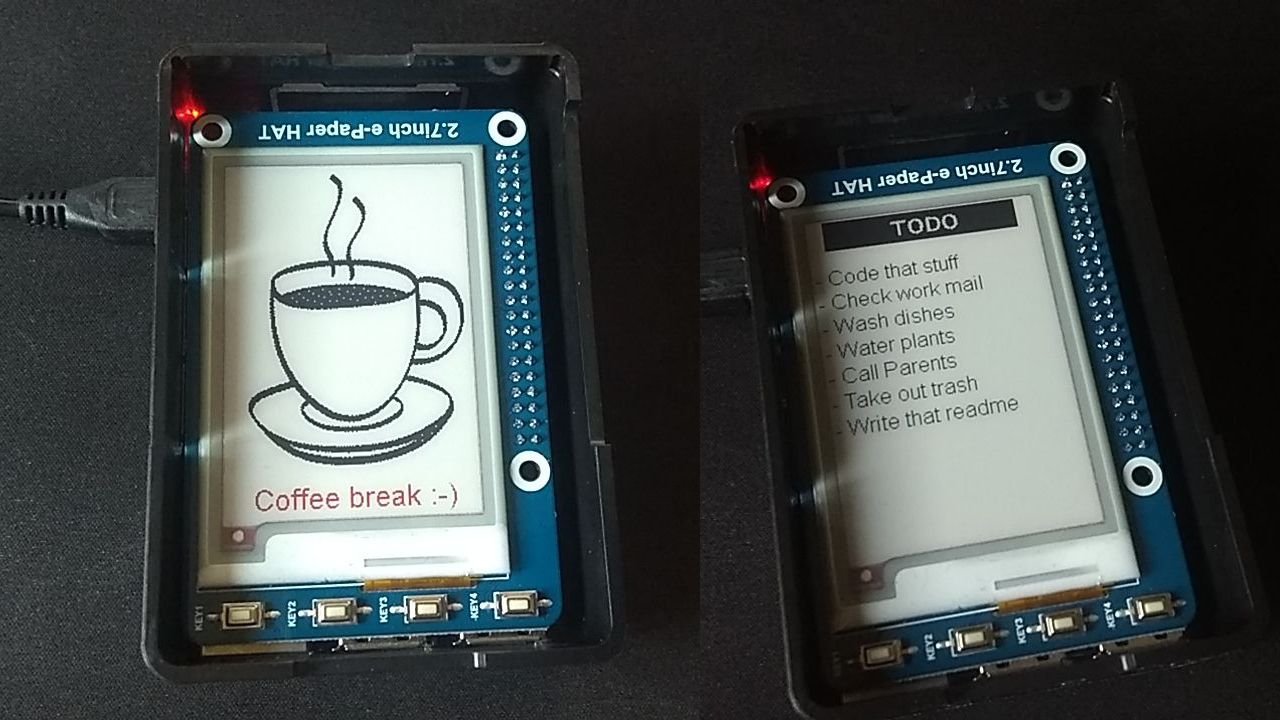 2.7inch e-Paper HAT
Coffee break :-)
KEY1
KEY2
KEY3
KEY4
2.7inch e-Paper HAT
TODO
- Code that stuff
- Check work mail
- Wash dishes
- Water plants
- Call Parents
- Take out trash
- Write that readme
KEY2
KEY3
KEY4